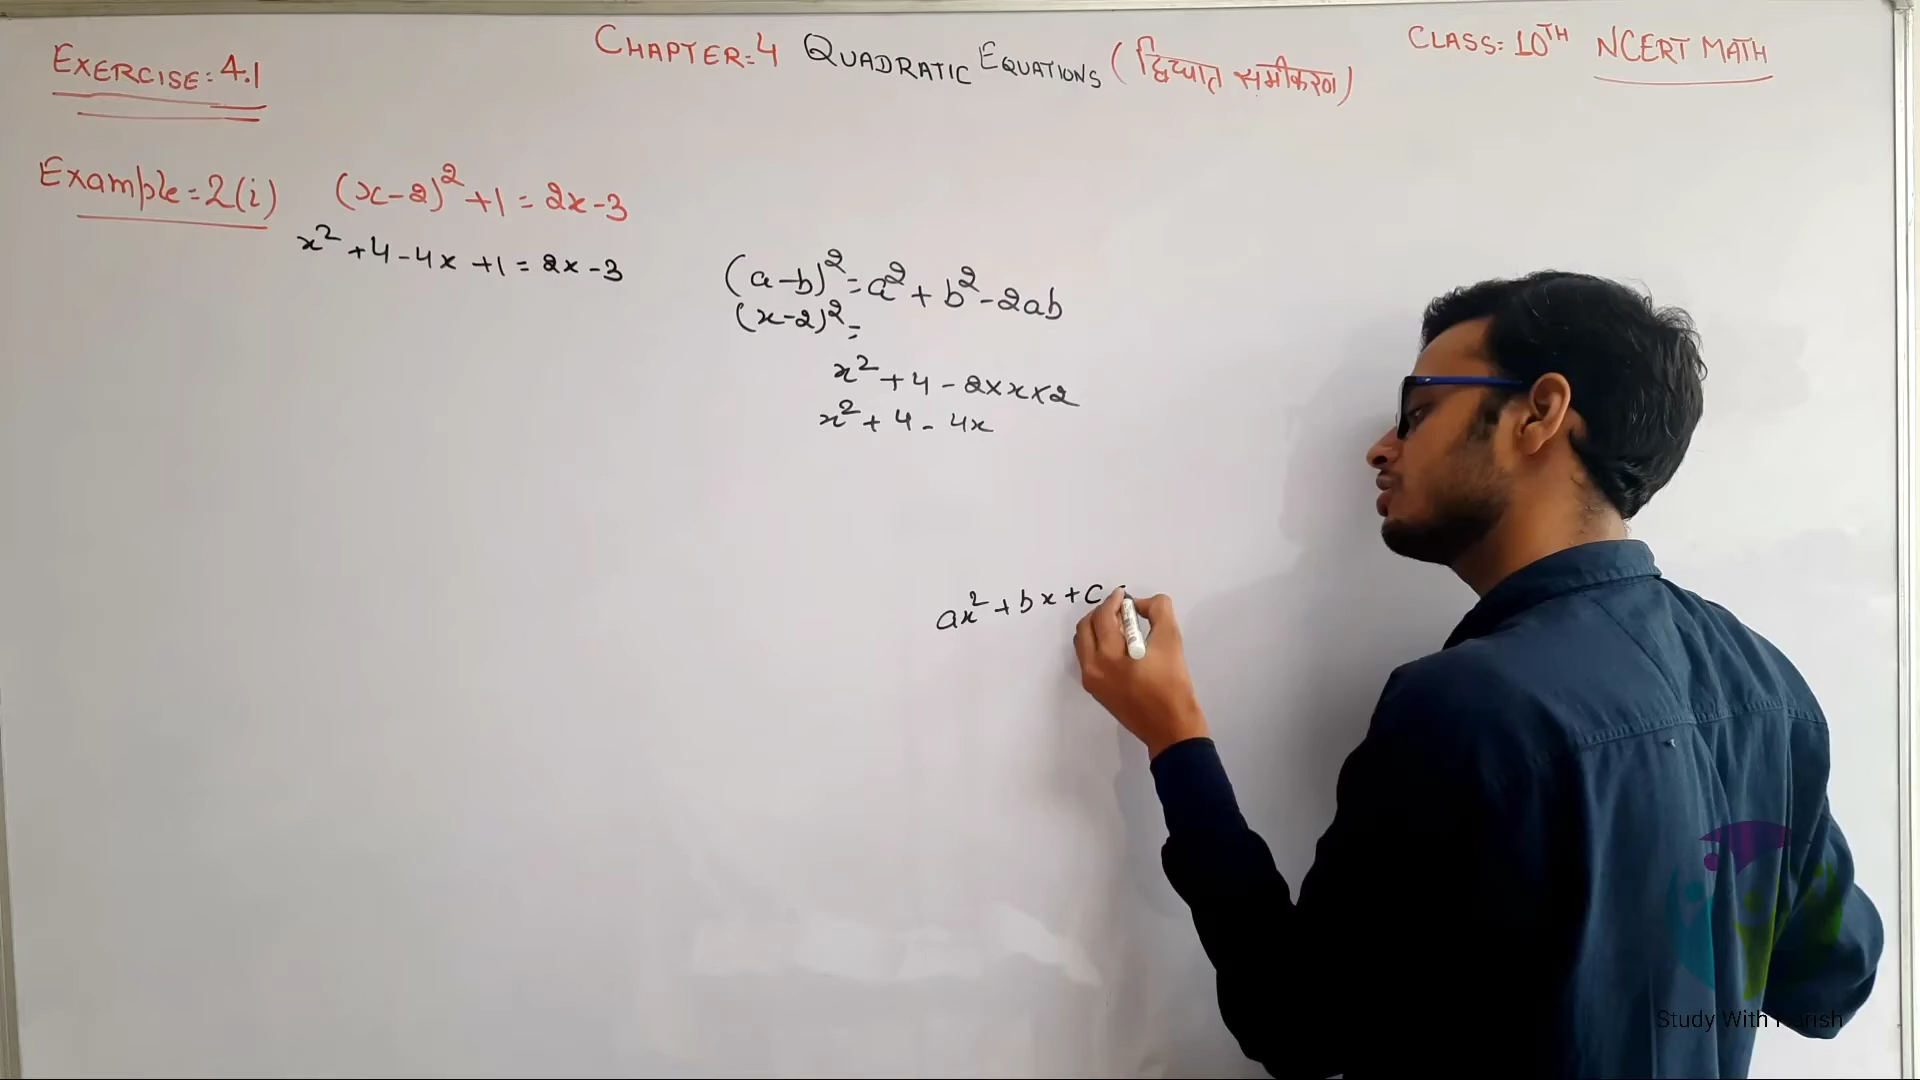 EXERCISE:4.1
CHAPTER:4 QUADRATIC EQUATIONS (द्विघात समीकरण)
CLASS:10TH NCERT MATH
Example:2(i) (x-2)²+1=2x-3
x²+4-4x+1=2x-3
(a-b)²=a²+b²-2ab
(x-2)²=
x²+4-2×x×2
x²+4-4x
ax²+bx+c
Study With